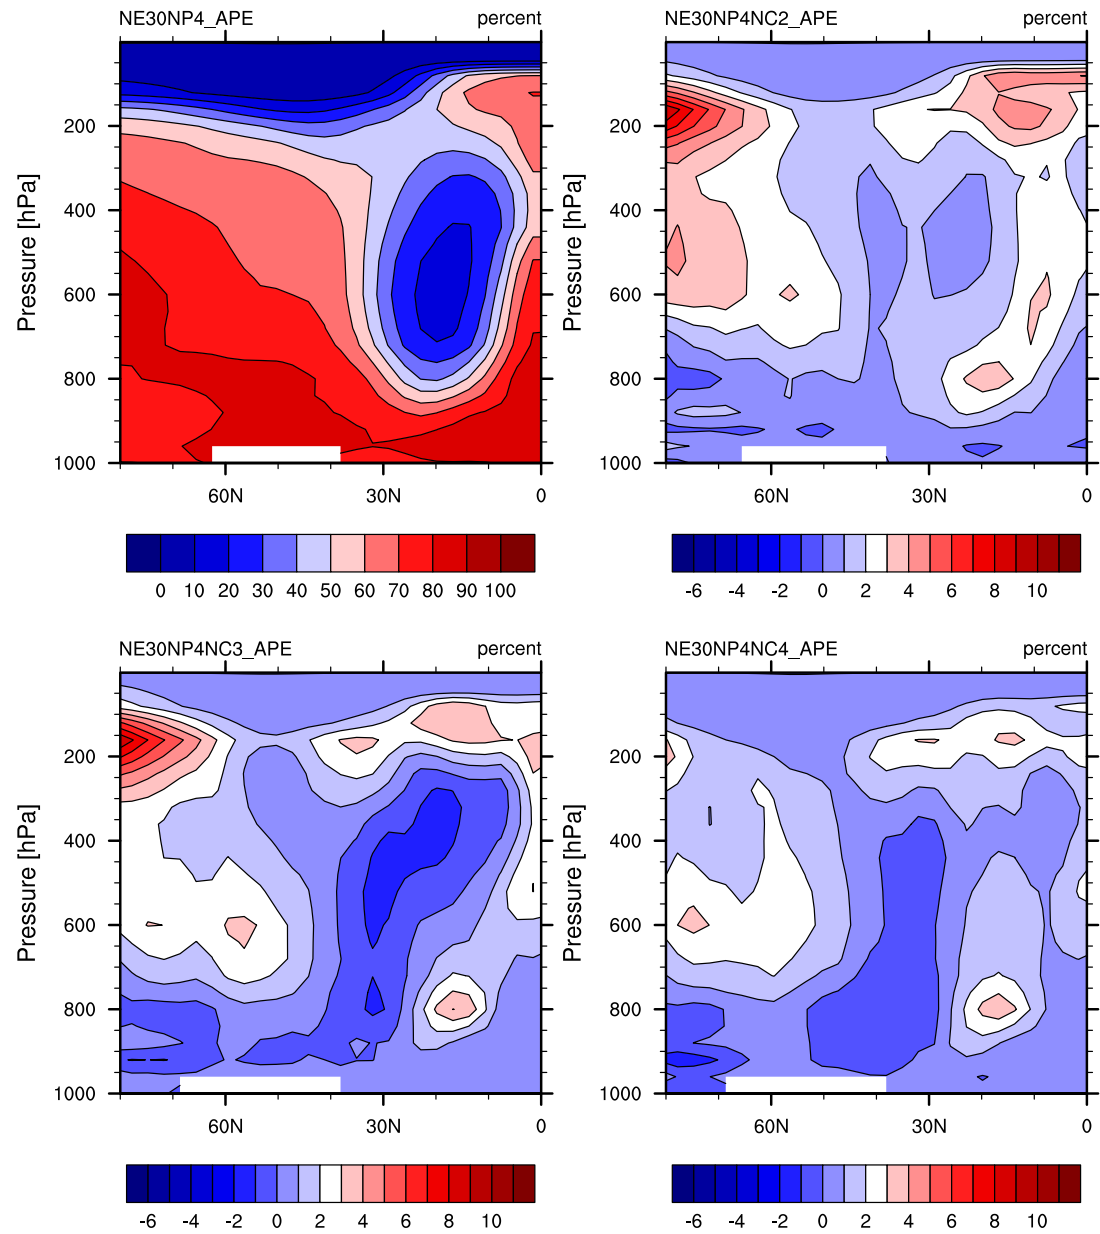 NE30NP4_APE percent
Pressure [hPa]
200
400
600
800
1000
60N 30N 0
0 10 20 30 40 50 60 70 80 90 100
NE30NP4NC2_APE percent
Pressure [hPa]
200
400
600
800
1000
60N 30N 0
-6 -4 -2 0 2 4 6 8 10
NE30NP4NC3_APE percent
Pressure [hPa]
200
400
600
800
1000
60N 30N 0
-6 -4 -2 0 2 4 6 8 10
NE30NP4NC4_APE percent
Pressure [hPa]
200
400
600
800
1000
60N 30N 0
-6 -4 -2 0 2 4 6 8 10